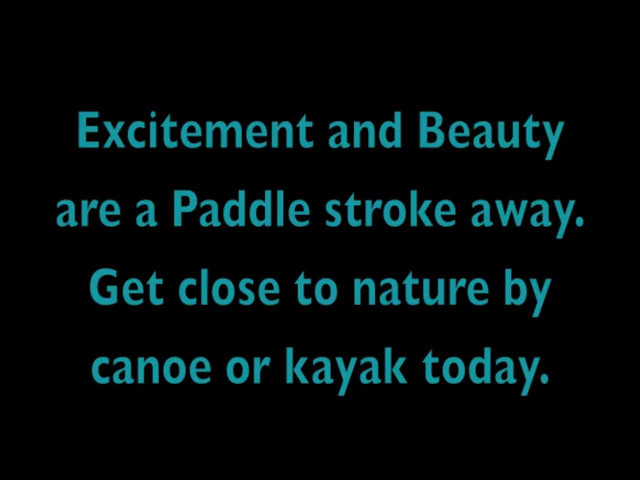 Excitement and Beauty
are a Paddle stroke away.
Get close to nature by
canoe or kayak today.